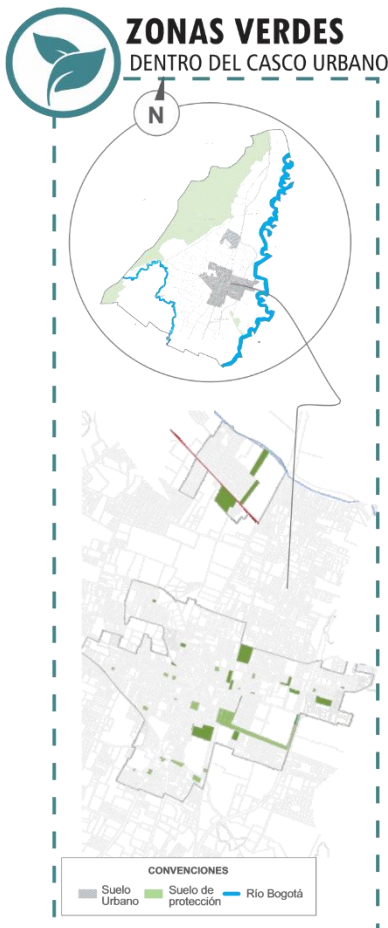 ZONAS VERDES
DENTRO DEL CASCO URBANO
N
CONVENCIONES
Suelo Urbano
Suelo de protección
Río Bogotá